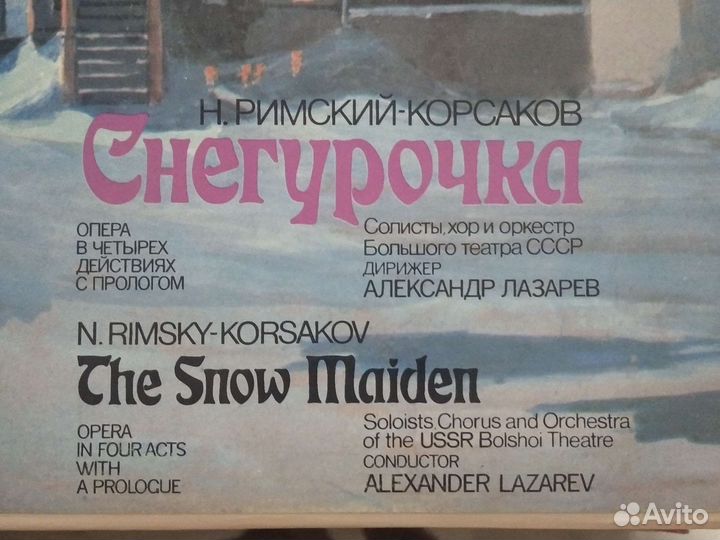 Н. РИМСКИЙ-КОРСАКОВ
Снегурочка
ОПЕРА
В ЧЕТЫРЕХ
ДЕЙСТВИЯХ
С ПРОЛОГОМ
Солисты, хор и оркестр
Большого театра СССР
ДИРИЖЕР
АЛЕКСАНДР ЛАЗАРЕВ
N. RIMSKY-KORSAKOV
The Snow Maiden
OPERA
IN FOUR ACTS
WITH
A PROLOGUE
Soloists, Chorus and Orchestra
of the USSR Bolshoi Theatre
CONDUCTOR
ALEXANDER LAZAREV
Avito